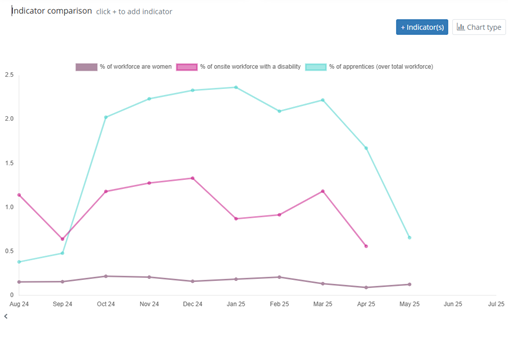 Indicator comparison click + to add indicator
+ Indicator(s) Chart type
% of workforce are women % of onsite workforce with a disability % of apprentices (over total workforce)
2.5
2.0
1.5
1.0
0.5
0
Aug 24 Sep 24 Oct 24 Nov 24 Dec 24 Jan 25 Feb 25 Mar 25 Apr 25 May 25 Jun 25 Jul 25